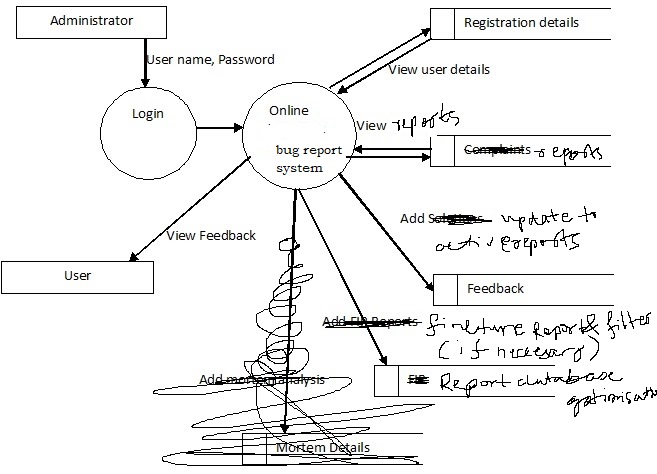 Administrator
Registration details
User name, Password
View user details
Login
Online
View reports
bug report
system
Complaints reports
Add Solutions update to
active reports
View Feedback
User
Feedback
Add FIR Reports finetune Report & filter
(if necessary)
Add mortem analysis
FIR Report database
optimisation
Mortem Details